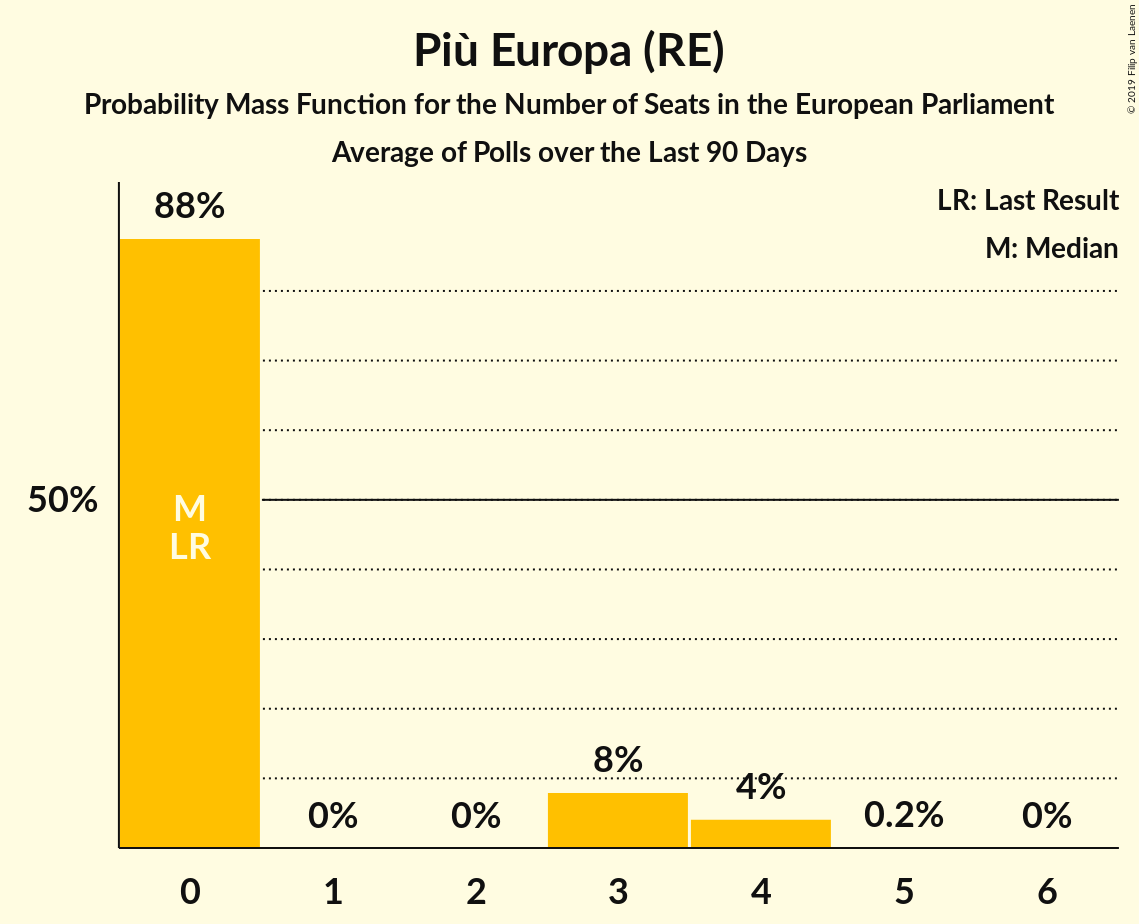 Più Europa (RE)
Probability Mass Function for the Number of Seats in the European Parliament
Average of Polls over the Last 90 Days
© 2019 Filip van Laenen
LR: Last Result
M: Median
88%
50%
M
LR
0%
0%
8%
4%
0.2%
0%
0 1 2 3 4 5 6